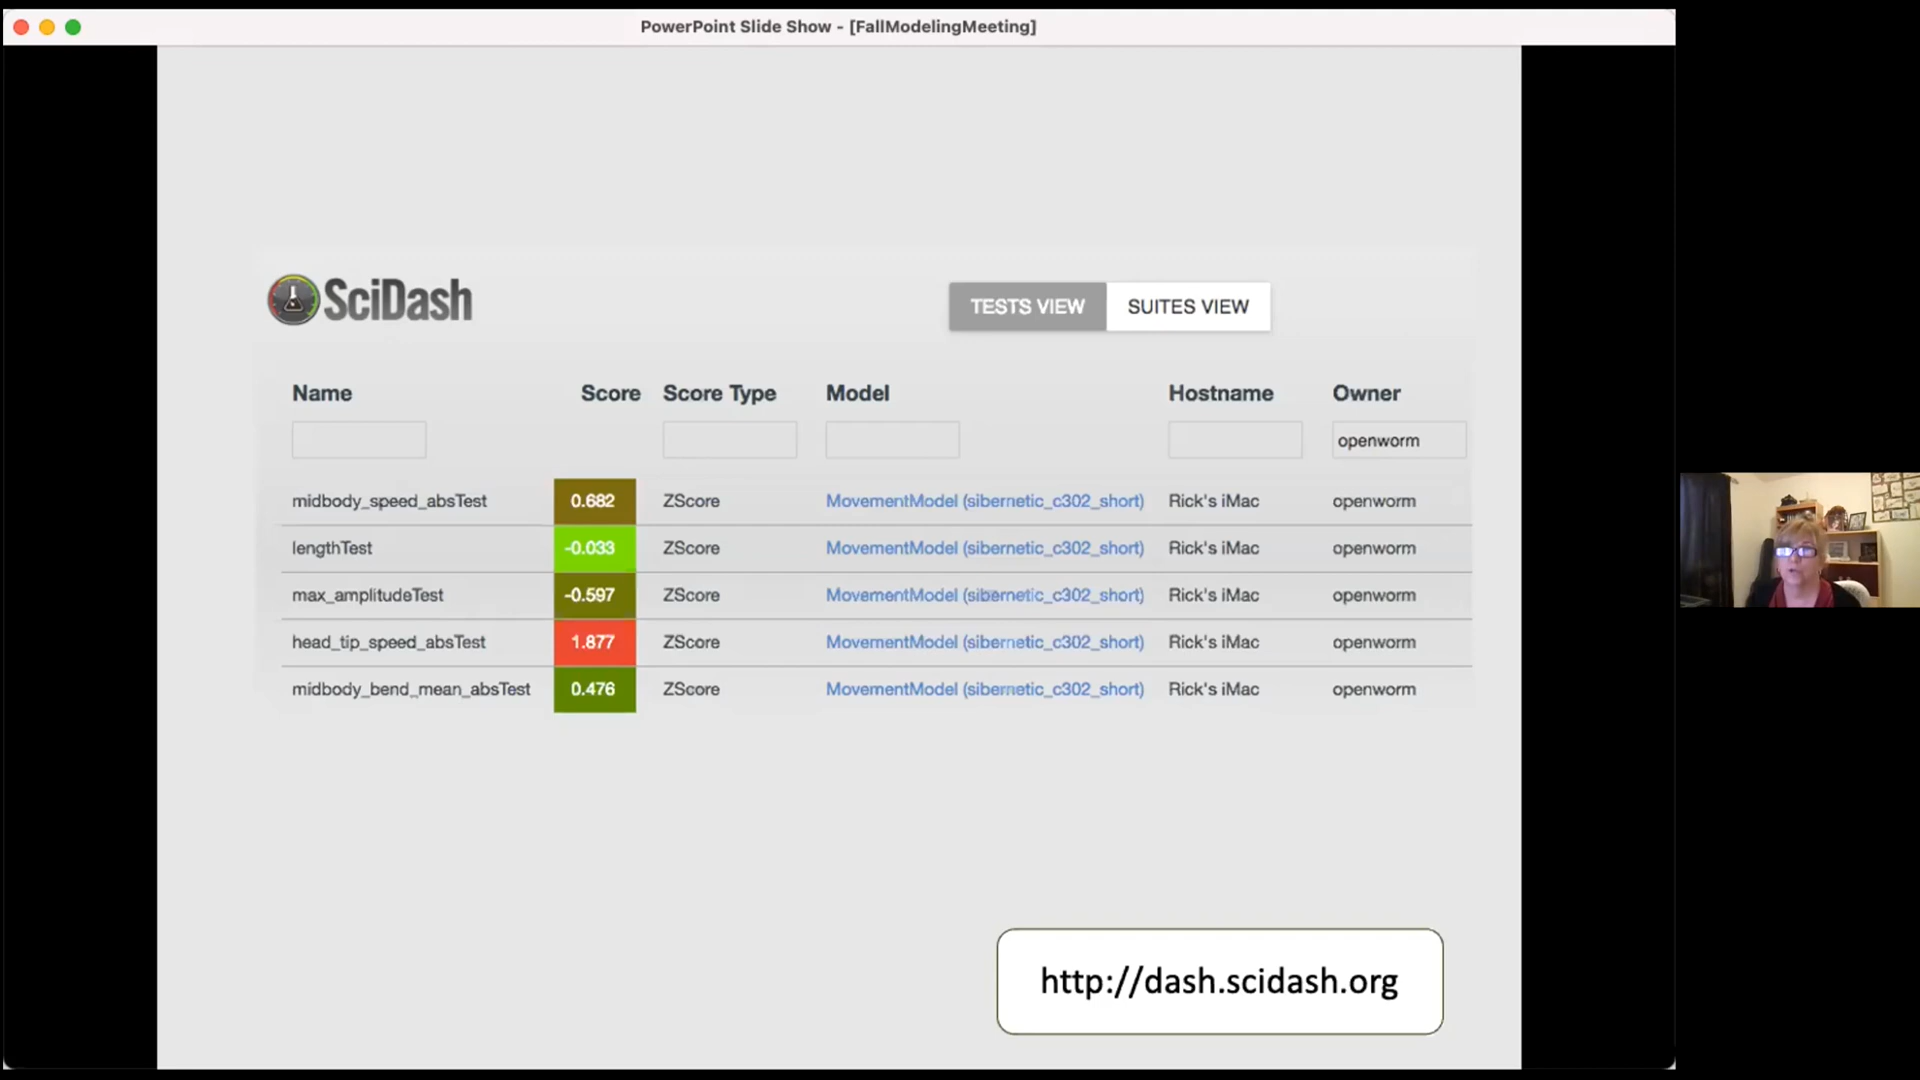 PowerPoint Slide Show - [FallModelingMeeting]
SciDash
TESTS VIEW SUITES VIEW
Name Score Score Type Model Hostname Owner
openworm
midbody_speed_absTest 0.682 ZScore MovementModel (sibernetic_c302_short) Rick's iMac openworm
lengthTest -0.033 ZScore MovementModel (sibernetic_c302_short) Rick's iMac openworm
max_amplitudeTest -0.597 ZScore MovementModel (sibernetic_c302_short) Rick's iMac openworm
head_tip_speed_absTest 1.877 ZScore MovementModel (sibernetic_c302_short) Rick's iMac openworm
midbody_bend_mean_absTest 0.476 ZScore MovementModel (sibernetic_c302_short) Rick's iMac openworm
http://dash.scidash.org